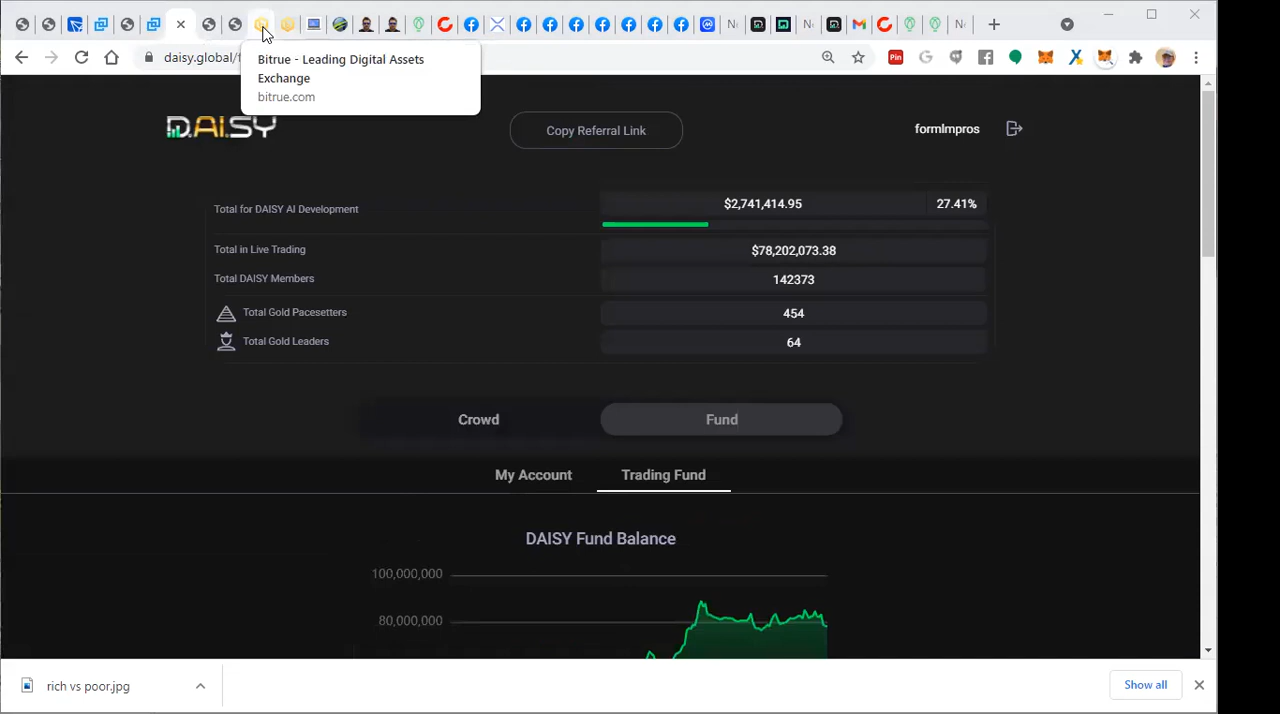 Bitrue - Leading Digital Assets
Exchange
bitrue.com
daisy.global/f
Pin
D.AI.SY
Copy Referral Link
formlmpros
Total for DAISY AI Development
$2,741,414.95
27.41%
Total in Live Trading
$78,202,073.38
Total DAISY Members
142373
Total Gold Pacesetters
454
Total Gold Leaders
64
Crowd
Fund
My Account
Trading Fund
DAISY Fund Balance
100,000,000
80,000,000
rich vs poor.jpg
Show all